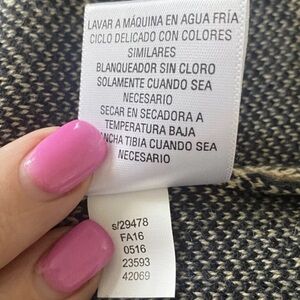 LAVAR A MÁQUINA EN AGUA FRÍA
CICLO DELICADO CON COLORES
SIMILARES
BLANQUEADOR SIN CLORO
SOLAMENTE CUANDO SEA
NECESARIO
SECAR EN SECADORA A
TEMPERATURA BAJA
NCHA TIBIA CUANDO SEA
NECESARIO
s/29478
FA16
0516
23593
42069